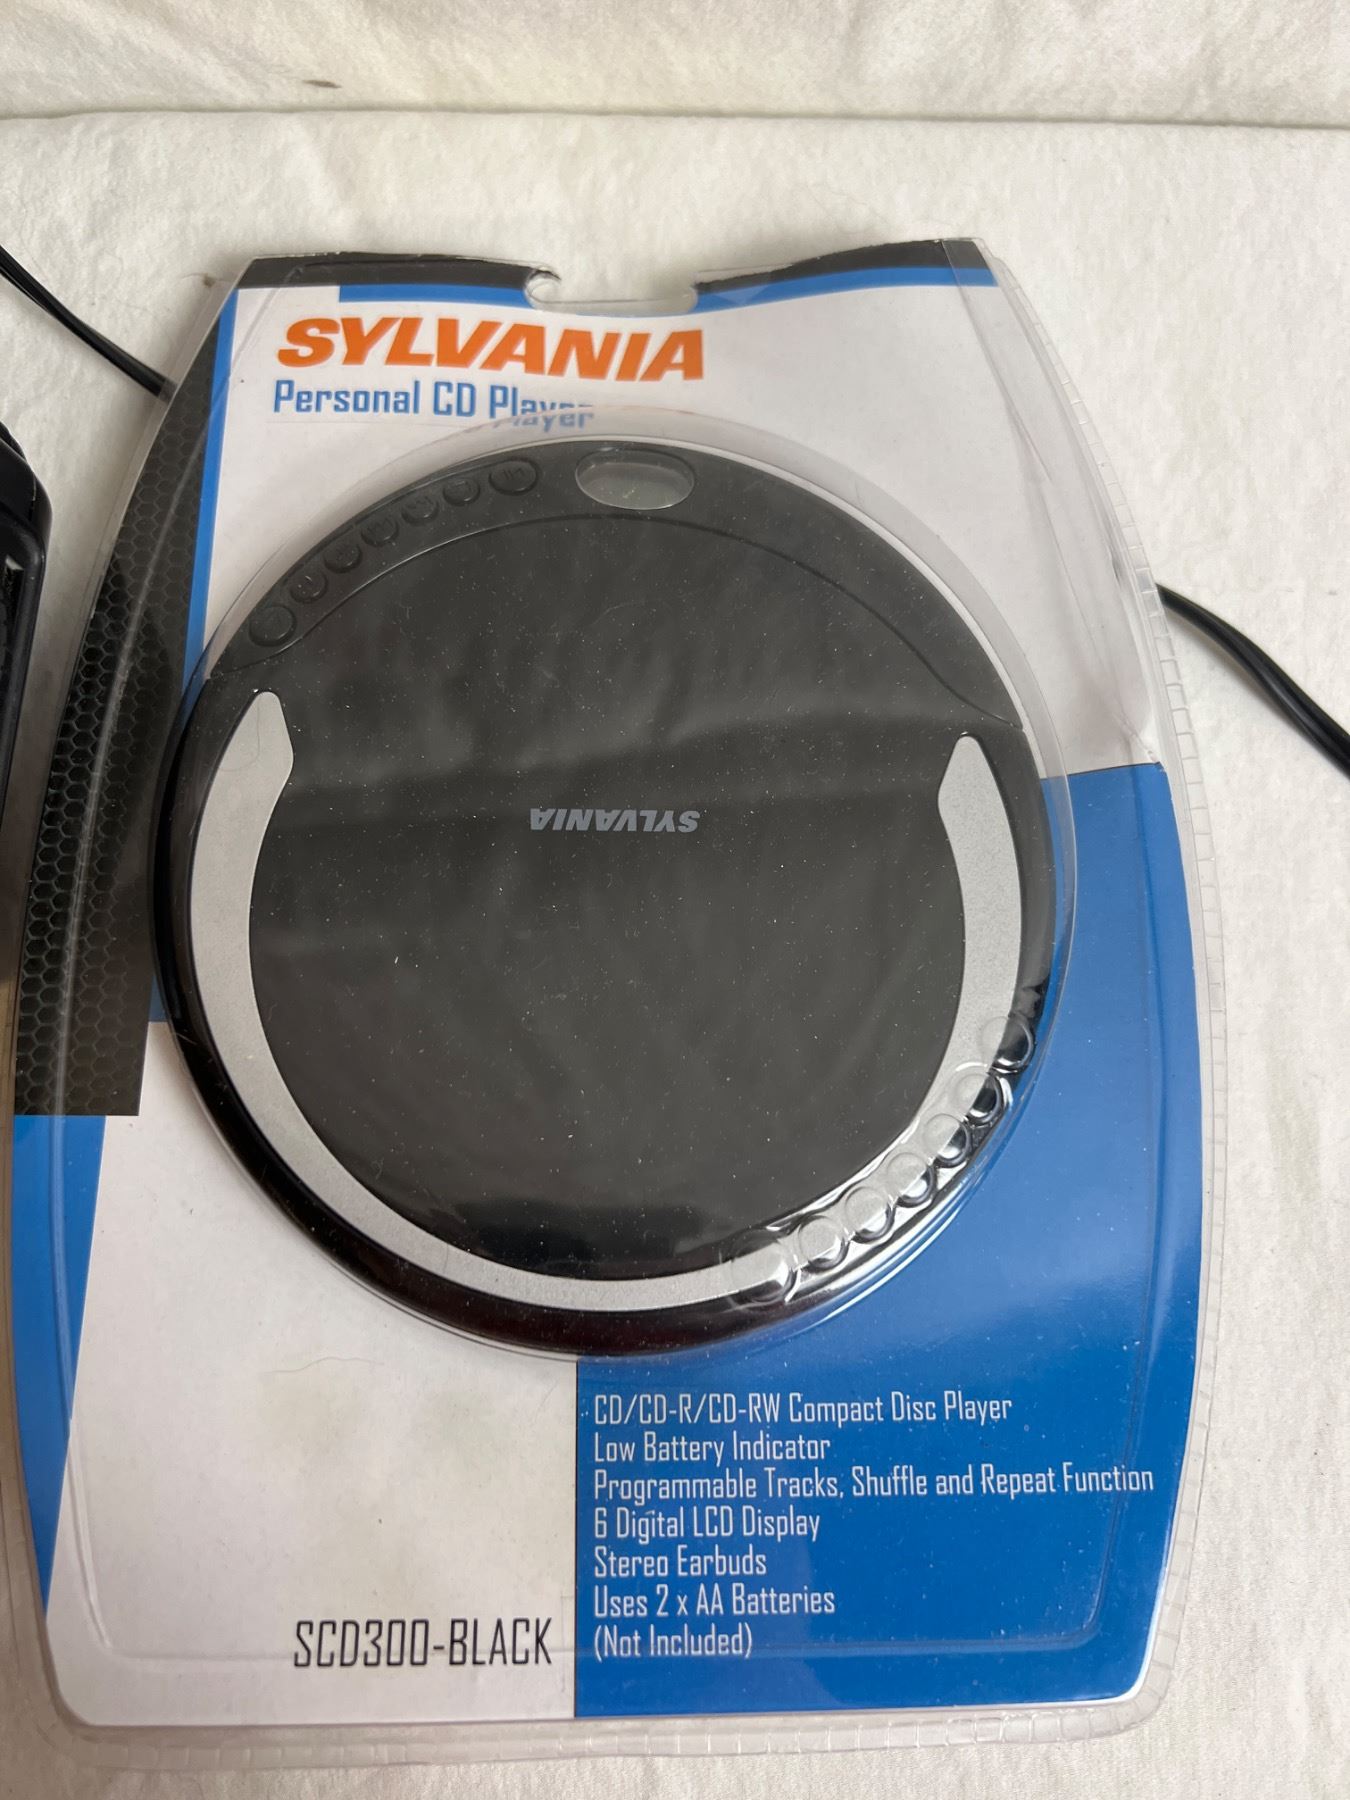 SYLVANIA
Personal CD Player
SYLVANIA
CD/CD-R/CD-RW Compact Disc Player
Low Battery Indicator
Programmable Tracks, Shuffle and Repeat Function
6 Digital LCD Display
Stereo Earbuds
Uses 2 x AA Batteries
(Not Included)
SCD300-BLACK